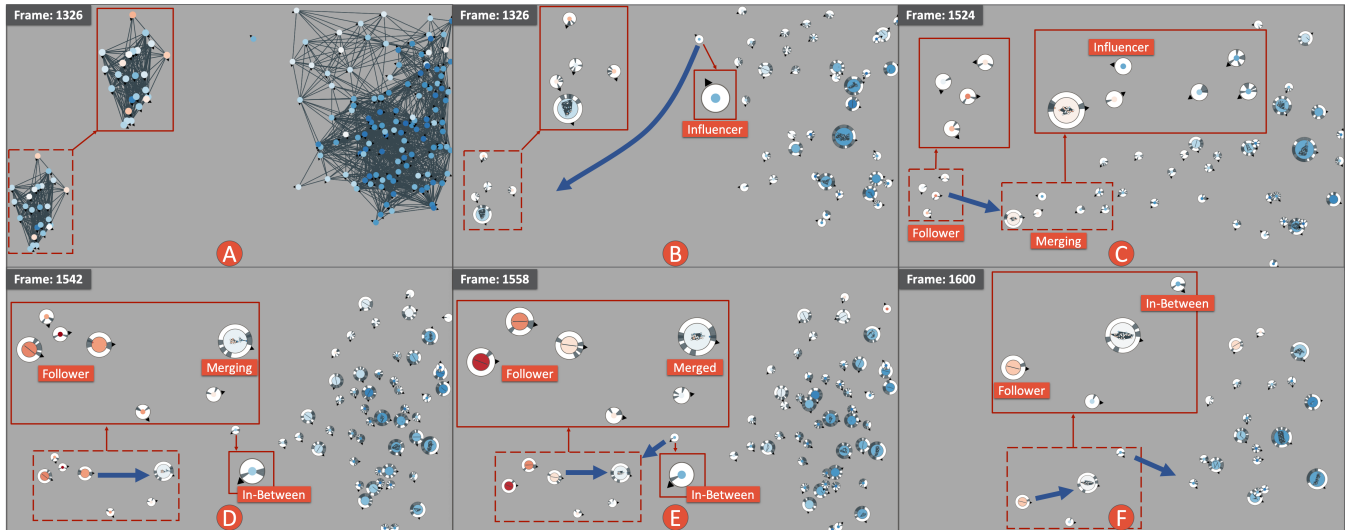 Frame: 1326
A
Frame: 1326
Influencer
B
Frame: 1524
Influencer
Follower
Merging
C
Frame: 1542
Follower
Merging
In-Between
D
Frame: 1558
Follower
Merged
In-Between
E
Frame: 1600
In-Between
Follower
F